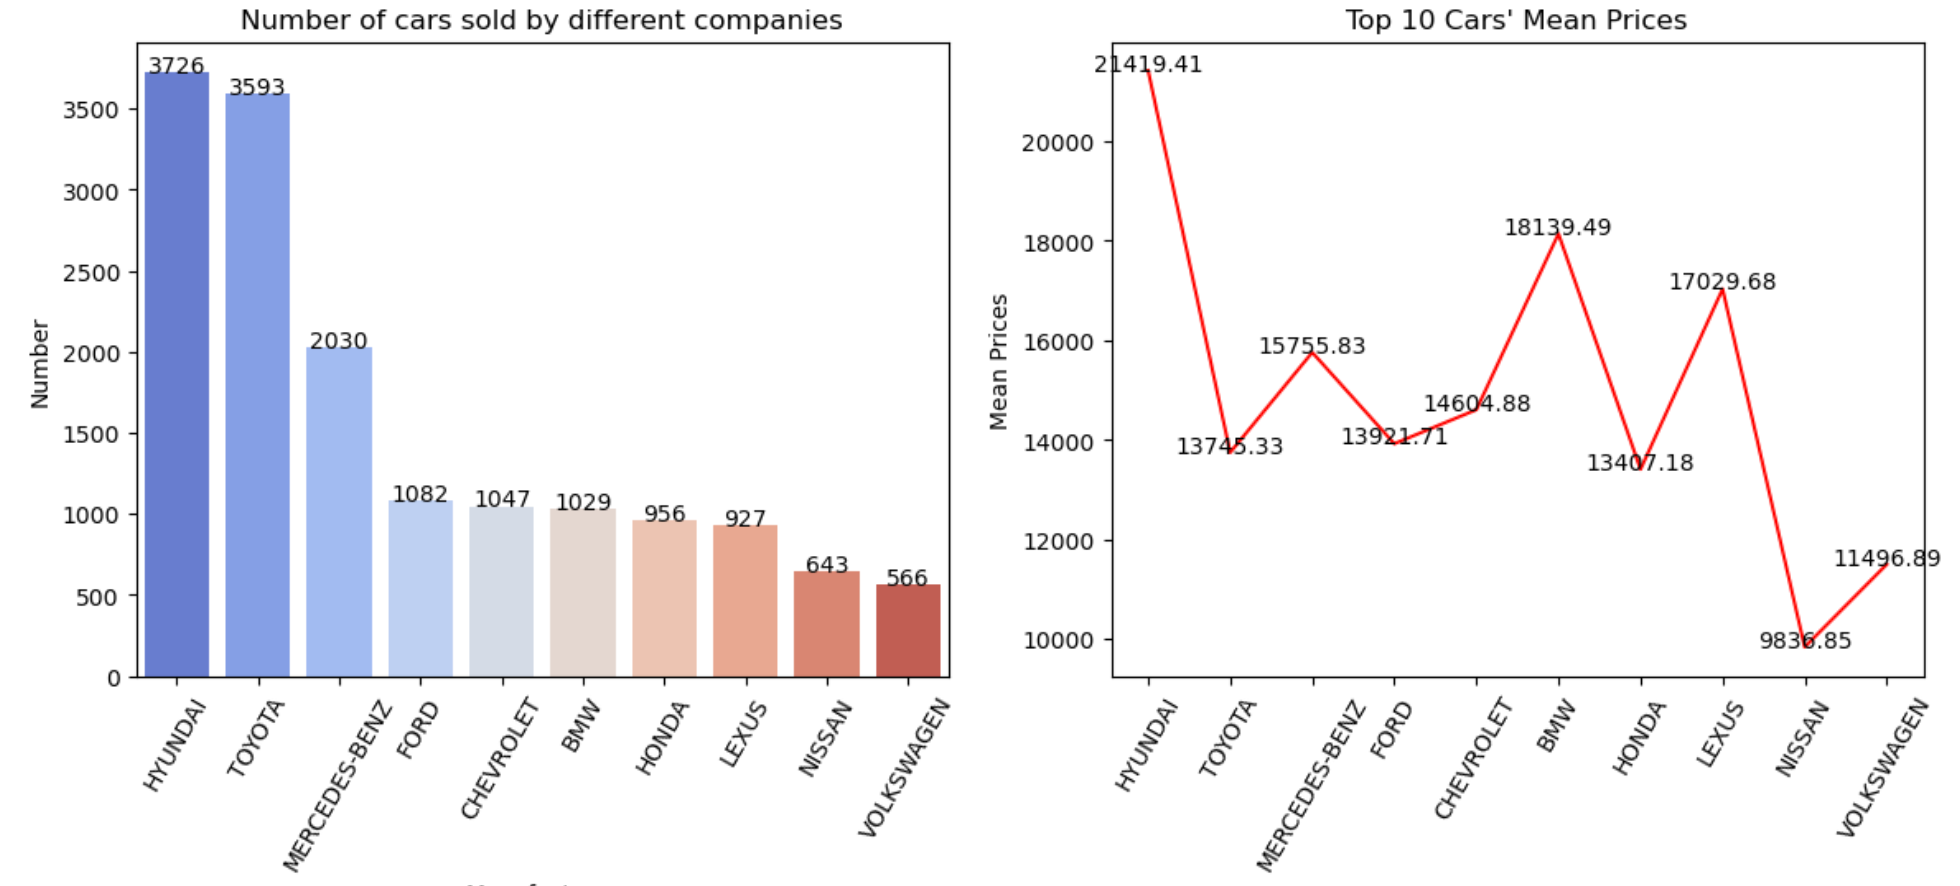 Number of cars sold by different companies
Number
3500
3000
2500
2000
1500
1000
500
0
3726
3593
2030
1082
1047
1029
956
927
643
566
HYUNDAI
TOYOTA
MERCEDES-BENZ
FORD
CHEVROLET
BMW
HONDA
LEXUS
NISSAN
VOLKSWAGEN
Top 10 Cars' Mean Prices
Mean Prices
20000
18000
16000
14000
12000
10000
21419.41
13745.33
15755.83
13921.71
14604.88
18139.49
13407.18
17029.68
9836.85
11496.89
HYUNDAI
TOYOTA
MERCEDES-BENZ
FORD
CHEVROLET
BMW
HONDA
LEXUS
NISSAN
VOLKSWAGEN